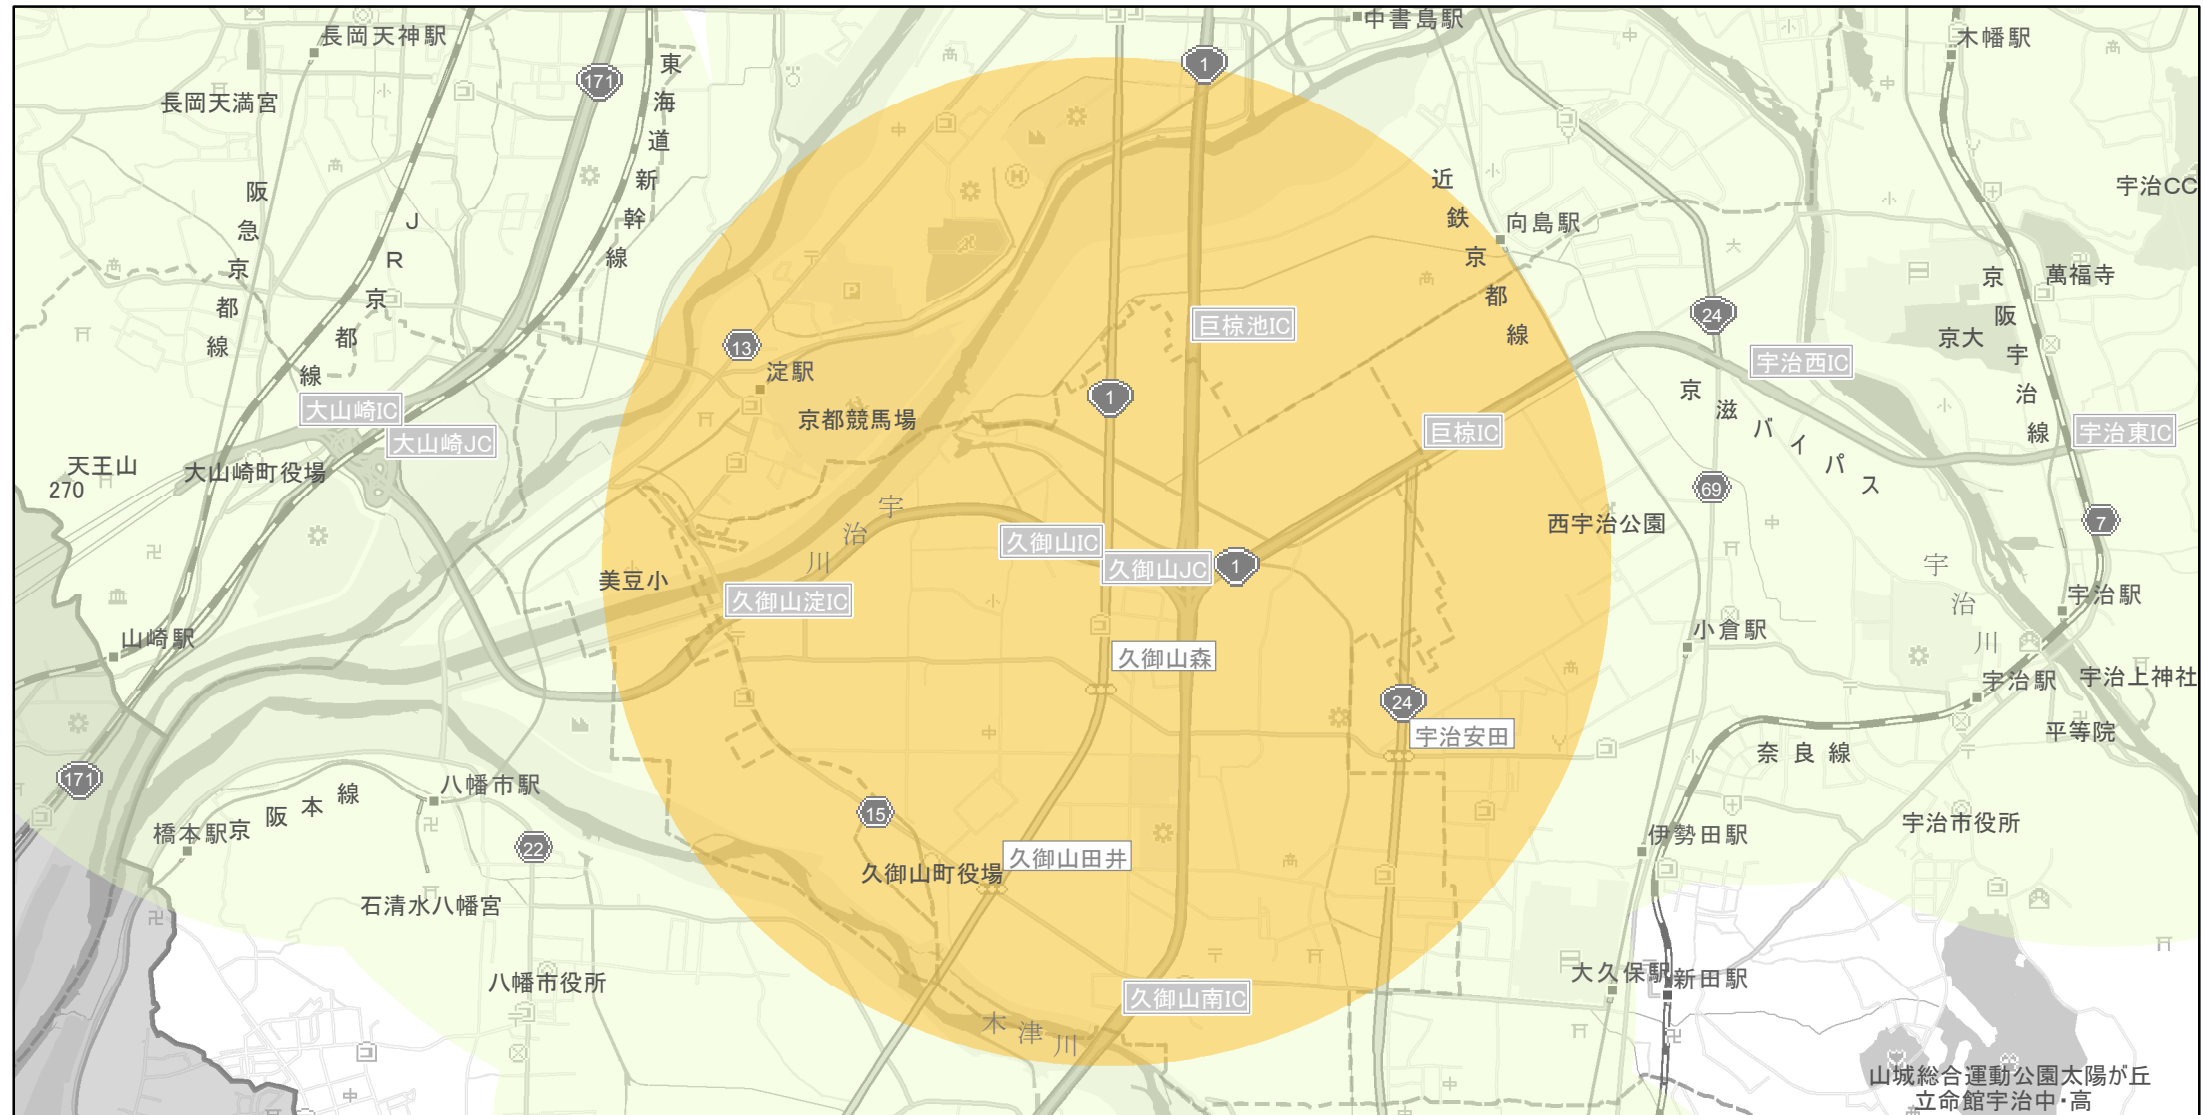 中書島駅
長岡天神駅
木幡駅
1
171
東海道新幹線
長岡天満宮
阪急京都線
JR京都線
近鉄京都線
宇治CC
向島駅
萬福寺
京阪宇治線
京大
24
巨椋池IC
13
淀駅
宇治西IC
京滋バイパス
1
大山崎IC
京都競馬場
巨椋IC
宇治東IC
大山崎JC
天王山
270
大山崎町役場
69
7
宇治川
西宇治公園
久御山IC
久御山JC
1
宇治川
美豆小
久御山淀IC
宇治駅
山崎駅
小倉駅
久御山森
宇治駅
宇治上神社
24
宇治安田
平等院
奈良線
171
八幡市駅
京阪本線
橋本駅
15
22
宇治市役所
伊勢田駅
久御山田井
久御山町役場
石清水八幡宮
大久保駅
新田駅
八幡市役所
久御山南IC
木津川
山城総合運動公園太陽が丘
立命館宇治中・高